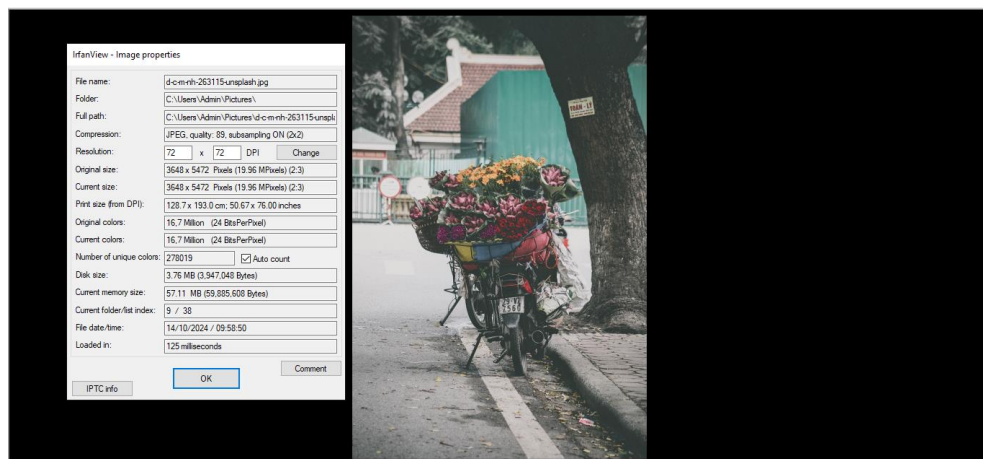 IrfanView - Image properties
File name: d-c-m-nh-263115-unsplash.jpg
Folder: C:\Users\Admin\Pictures\
Full path: C:\Users\Admin\Pictures\d-c-m-nh-263115-unspla
Compression: JPEG, quality: 89, subsampling ON (2x2)
Resolution: 72 x 72 DPI Change
Original size: 3648 x 5472 Pixels (19.96 MPixels) (2:3)
Current size: 3648 x 5472 Pixels (19.96 MPixels) (2:3)
Print size (from DPI): 128.7 x 193.0 cm; 50.67 x 76.00 inches
Original colors: 16,7 Million (24 BitsPerPixel)
Current colors: 16,7 Million (24 BitsPerPixel)
Number of unique colors: 278019 Auto count
Disk size: 3.76 MB (3,947,048 Bytes)
Current memory size: 57.11 MB (59,885,608 Bytes)
Current folder/list index: 9 / 38
File date/time: 14/10/2024 / 09:58:50
Loaded in: 125 milliseconds
Comment
OK
IPTC info
2560